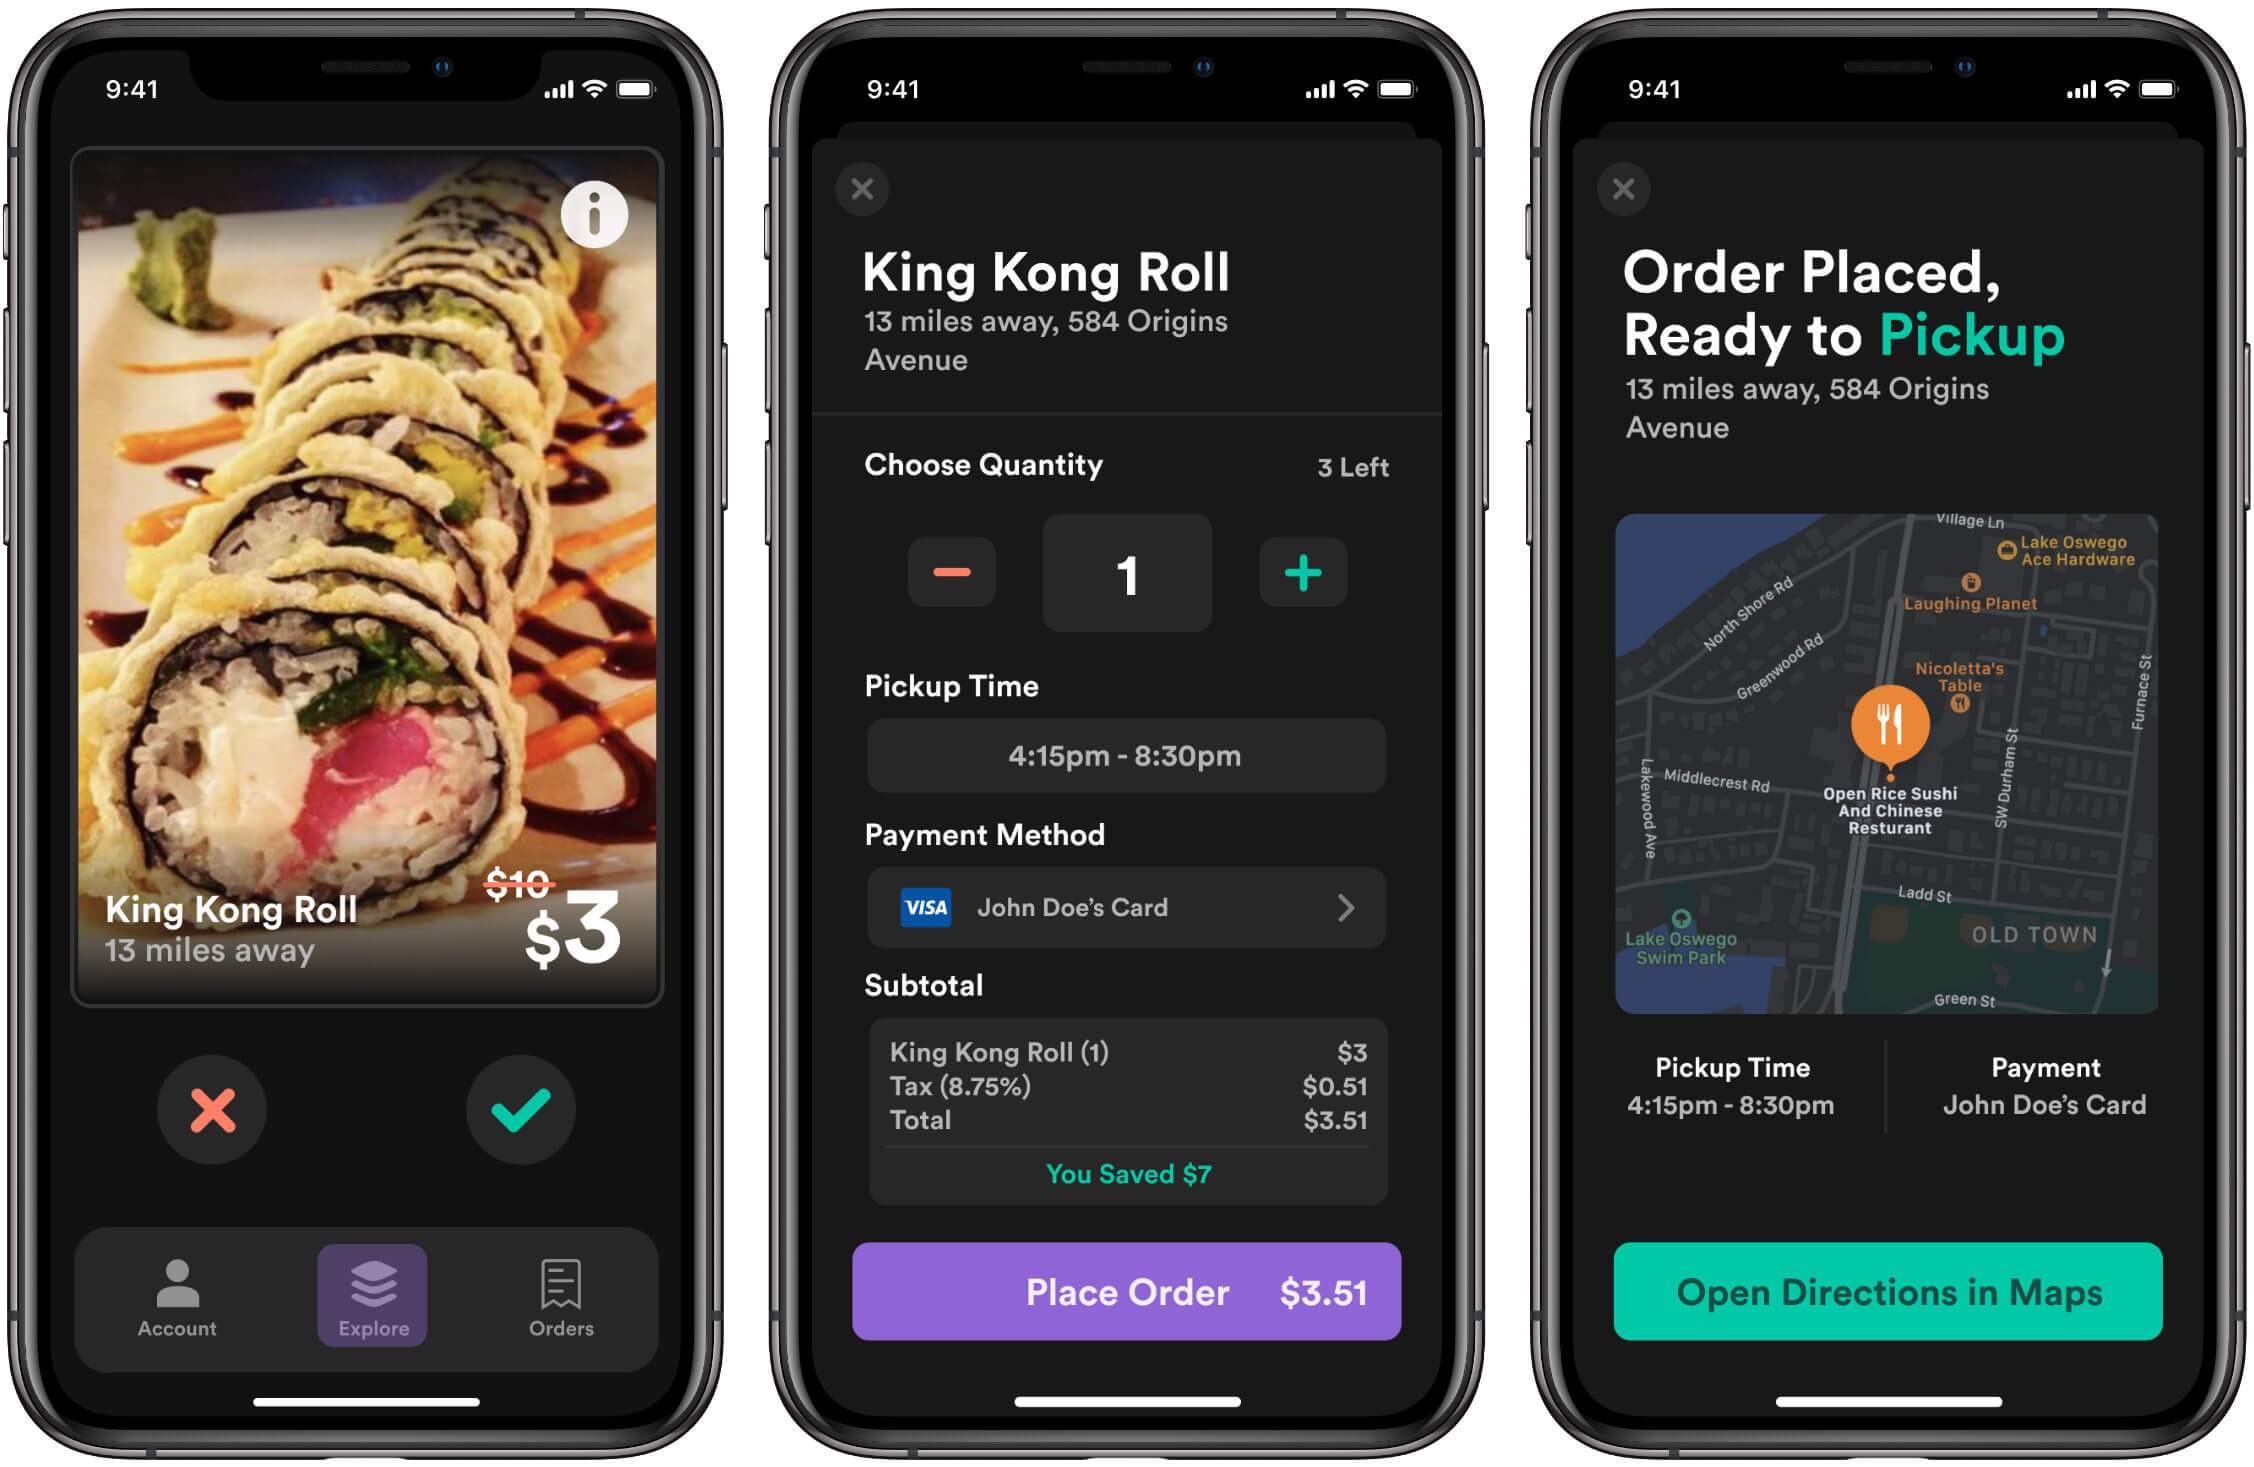 9:41
$10
King Kong Roll
$3
13 miles away
Account
Explore
Orders
9:41
King Kong Roll
13 miles away, 584 Origins
Avenue
Choose Quantity
3 Left
1
Pickup Time
4:15pm - 8:30pm
Payment Method
VISA
John Doe's Card
Subtotal
King Kong Roll (1) $3
Tax (8.75%) $0.51
Total $3.51
You Saved $7
Place Order $3.51
9:41
Order Placed,
Ready to Pickup
13 miles away, 584 Origins
Avenue
Village Ln
Lake Oswego
Ace Hardware
Laughing Planet
North Shore Rd
Greenwood Rd
Nicoletta's
Table
Furnace St
SW Durham St
Lakewood Ave
Middlecrest Rd
Open Rice Sushi
And Chinese
Resturant
Ladd St
OLD TOWN
Lake Oswego
Swim Park
Green St
Pickup Time
4:15pm - 8:30pm
Payment
John Doe's Card
Open Directions in Maps